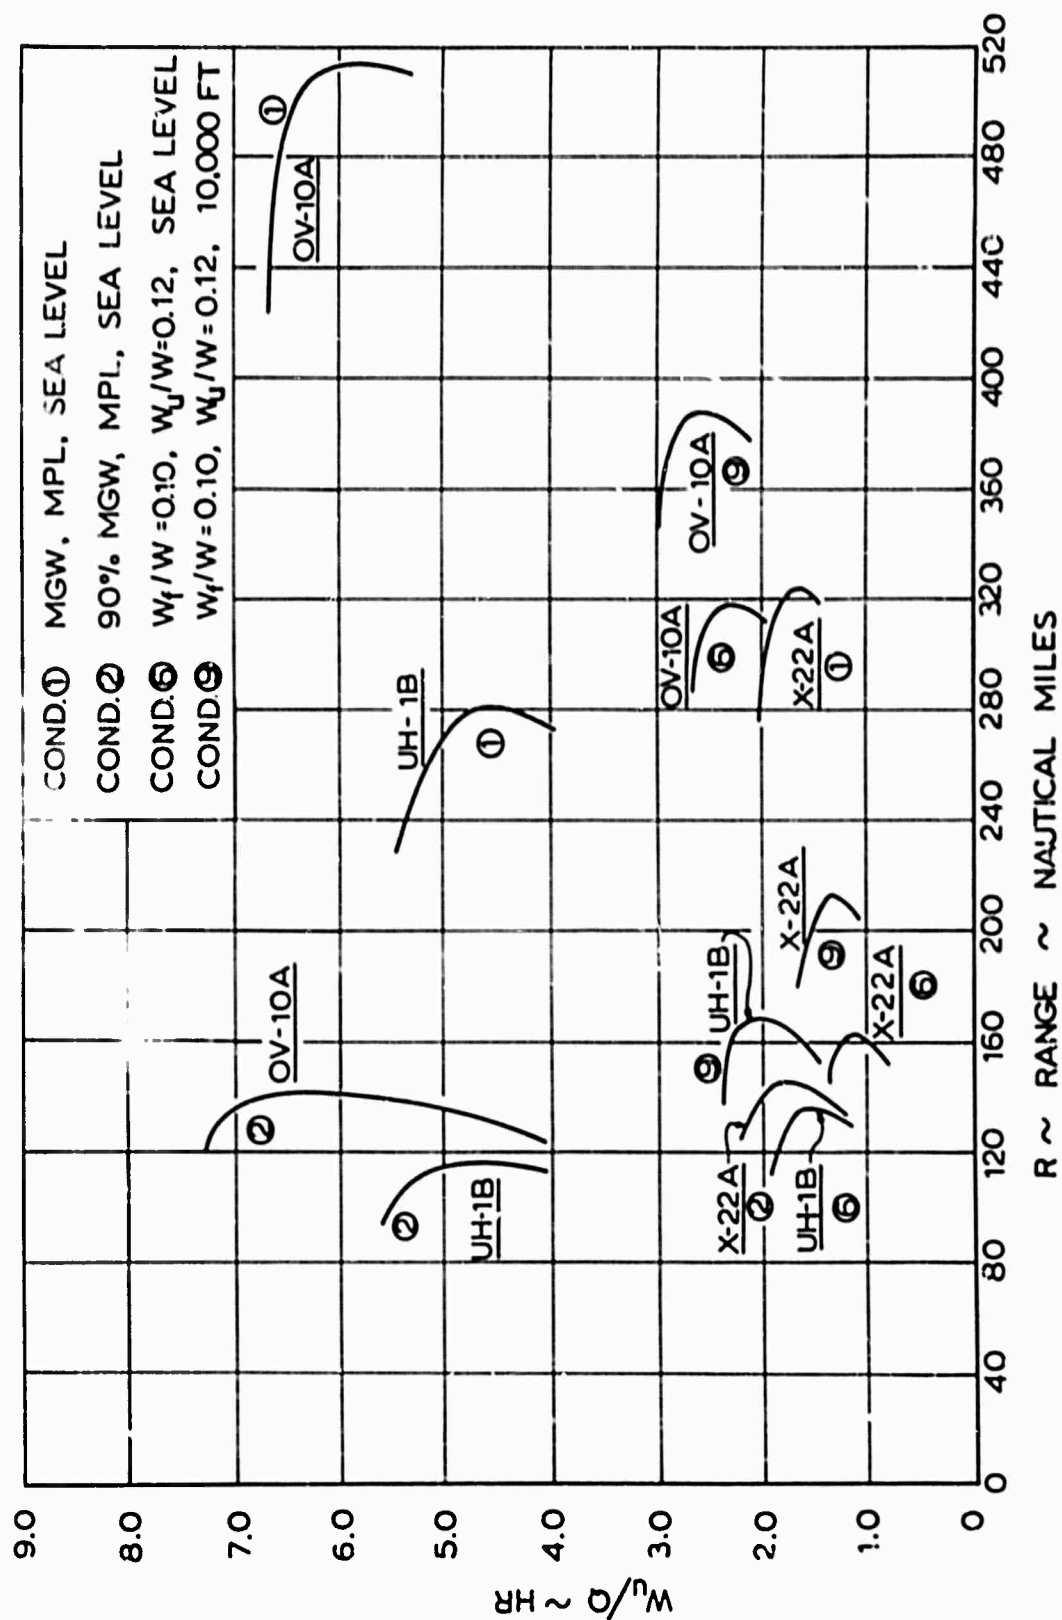 COND.① MGW, MPL, SEA LEVEL
COND.② 90% MGW, MPL, SEA LEVEL
COND.⑥ Wf/W=0.10, Wu/W=0.12, SEA LEVEL
COND.⑨ Wf/W=0.10, Wu/W=0.12, 10,000 FT
9.0
8.0
7.0
6.0
5.0
4.0
3.0
2.0
1.0
0
Wu/Q ~ HR
OV-10A
②
②
UH-1B
UH-1B
①
①
OV-10A
⑨
UH-1B
X-22A
②
UH-1B
⑥
X-22A
⑨
X-22A
⑥
OV-10A
⑥
X-22A
①
OV-10A
⑨
0 40 80 120 160 200 240 280 320 360 400 440 480 520
R ~ RANGE ~ NAUTICAL MILES